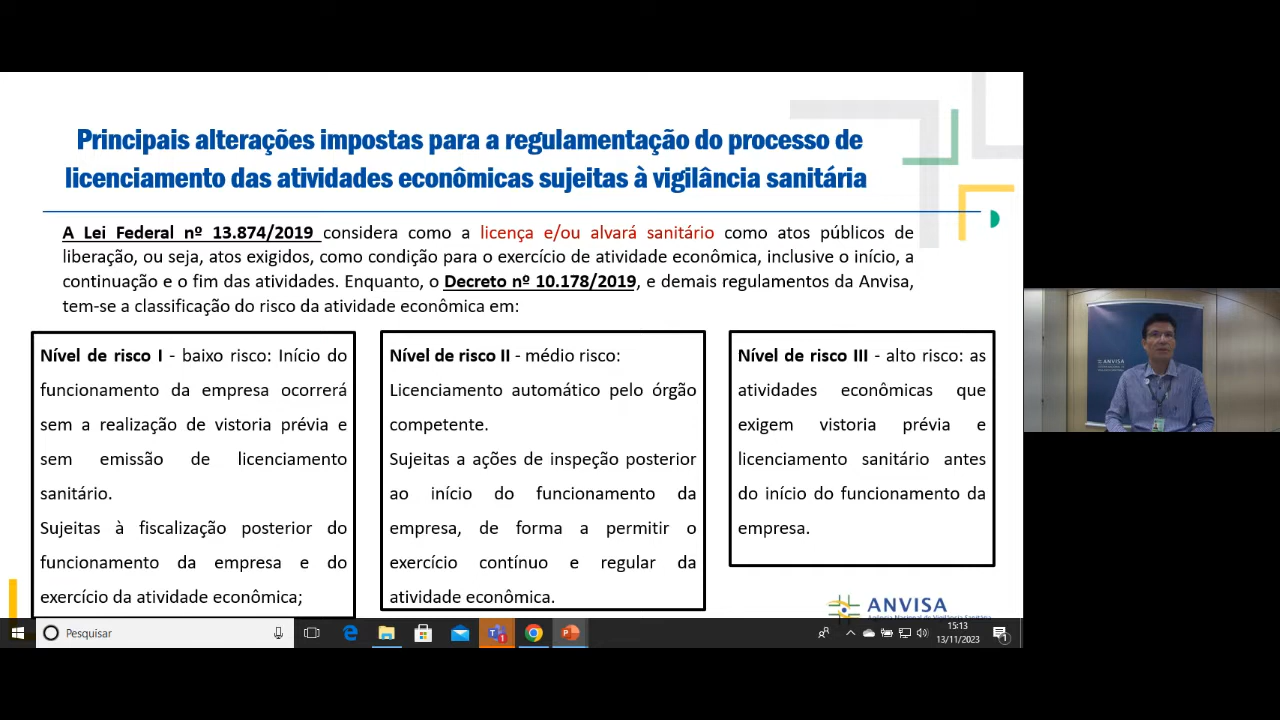 Principais alterações impostas para a regulamentação do processo de
licenciamento das atividades econômicas sujeitas à vigilância sanitária
A Lei Federal nº 13.874/2019 considera como a licença e/ou alvará sanitário como atos públicos de
liberação, ou seja, atos exigidos, como condição para o exercício de atividade econômica, inclusive o início, a
continuação e o fim das atividades. Enquanto, o Decreto nº 10.178/2019, e demais regulamentos da Anvisa,
tem-se a classificação do risco da atividade econômica em:
Nível de risco I - baixo risco: Início do
funcionamento da empresa ocorrerá
sem a realização de vistoria prévia e
sem emissão de licenciamento
sanitário.
Sujeitas à fiscalização posterior do
funcionamento da empresa e do
exercício da atividade econômica;
Nível de risco II - médio risco:
Licenciamento automático pelo órgão
competente.
Sujeitas a ações de inspeção posterior
ao início do funcionamento da
empresa, de forma a permitir o
exercício contínuo e regular da
atividade econômica.
Nível de risco III - alto risco: as
atividades econômicas que
exigem vistoria prévia e
licenciamento sanitário antes
do início do funcionamento da
empresa.
ANVISA
Agência Nacional de Vigilância Sanitária
ANVISA
Pesquisar
15:13
13/11/2023